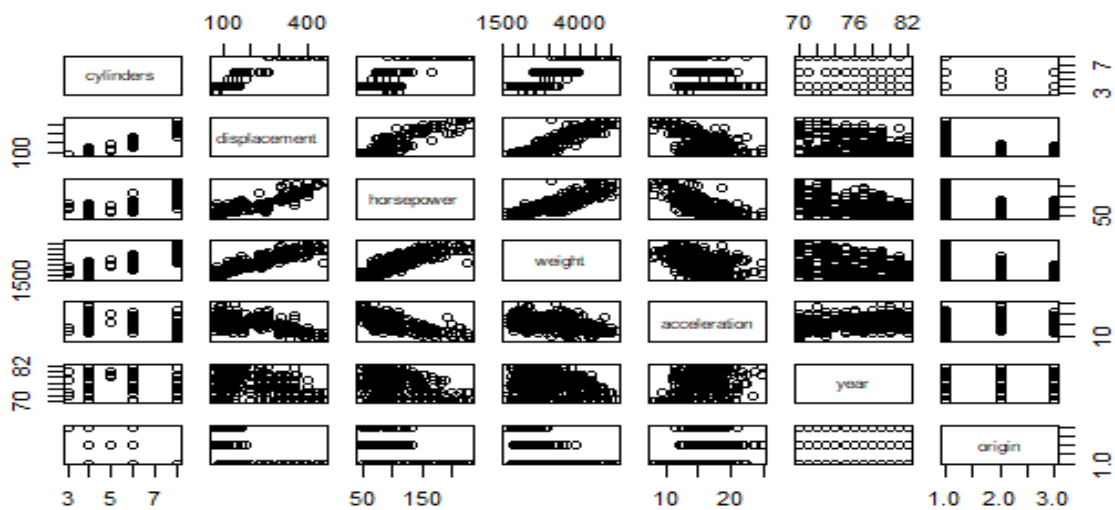 100 400 1500 4000 70 76 82
cylinders 3 7
100 displacement
horsepower 50
1500 weight
acceleration 10
70 82 year
origin 1.0
3 5 7 50 150 10 20 1.0 2.0 3.0